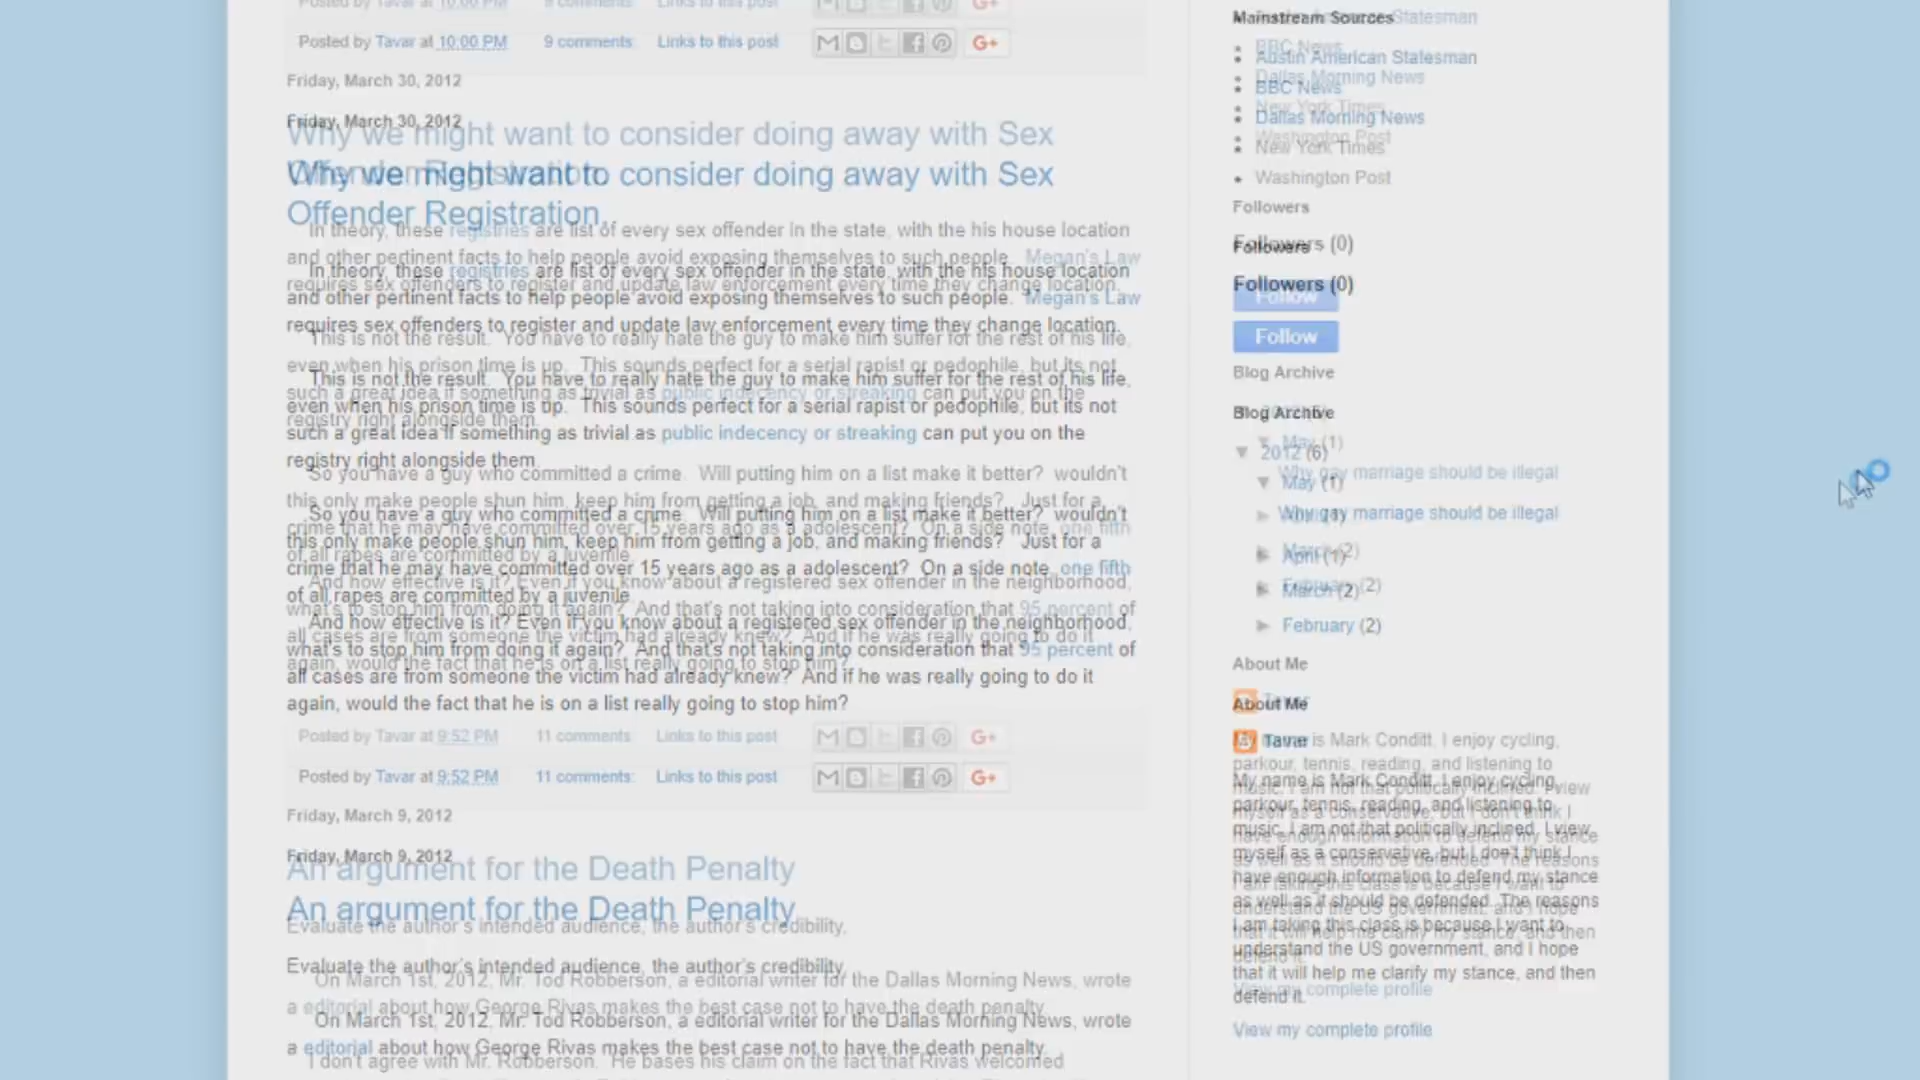 Posted by Tavar at 10:00 PM 9 comments: Links to this post
Friday, March 30, 2012
Why we might want to consider doing away with Sex
Offender Registration.
In theory, these registries are list of every sex offender in the state, with the his house location
and other pertinent facts to help people avoid exposing themselves to such people. Megan's Law
requires sex offenders to register and update law enforcement every time they change location.
This is not the result. You have to really hate the guy to make him suffer for the rest of his life,
even when his prison time is up. This sounds perfect for a serial rapist or pedophile, but its not
such a great idea if something as trivial as public indecency or streaking can put you on the
registry right alongside them.
So you have a guy who committed a crime. Will putting him on a list make it better? wouldn't
this only make people shun him, keep him from getting a job, and making friends? Just for a
crime that he may have committed over 15 years ago as a adolescent? On a side note, one fifth
of all rapes are committed by a juvenile.
And how effective is it? Even if you know about a registered sex offender in the neighborhood,
what's to stop him from doing it again? And that's not taking into consideration that 95 percent of
all cases are from someone the victim had already knew? And if he was really going to do it
again, would the fact that he is on a list really going to stop him?
Posted by Tavar at 9:52 PM 11 comments: Links to this post
Friday, March 9, 2012
An argument for the Death Penalty
Evaluate the author's intended audience, the author's credibility.
On March 1st, 2012, Mr. Tod Robberson, a editorial writer for the Dallas Morning News, wrote
a editorial about how George Rivas makes the best case not to have the death penalty.
I don't agree with Mr. Robberson. He bases his claim on the fact that Rivas welcomed
Mainstream Sources
Austin American Statesman
BBC News
Dallas Morning News
New York Times
Washington Post
Followers
Followers (0)
Follow
Blog Archive
▼ 2012 (6)
▼ May (1)
Why gay marriage should be illegal
► April (1)
► March (2)
► February (2)
About Me
Tavar
My name is Mark Conditt. I enjoy cycling,
parkour, tennis, reading, and listening to
music. I am not that politically inclined. I view
myself as a conservative, but I don't think I
have enough information to defend my stance
as well as it should be defended. The reasons
I am taking this class is because I want to
understand the US government, and I hope
that it will help me clarify my stance, and then
defend it.
View my complete profile